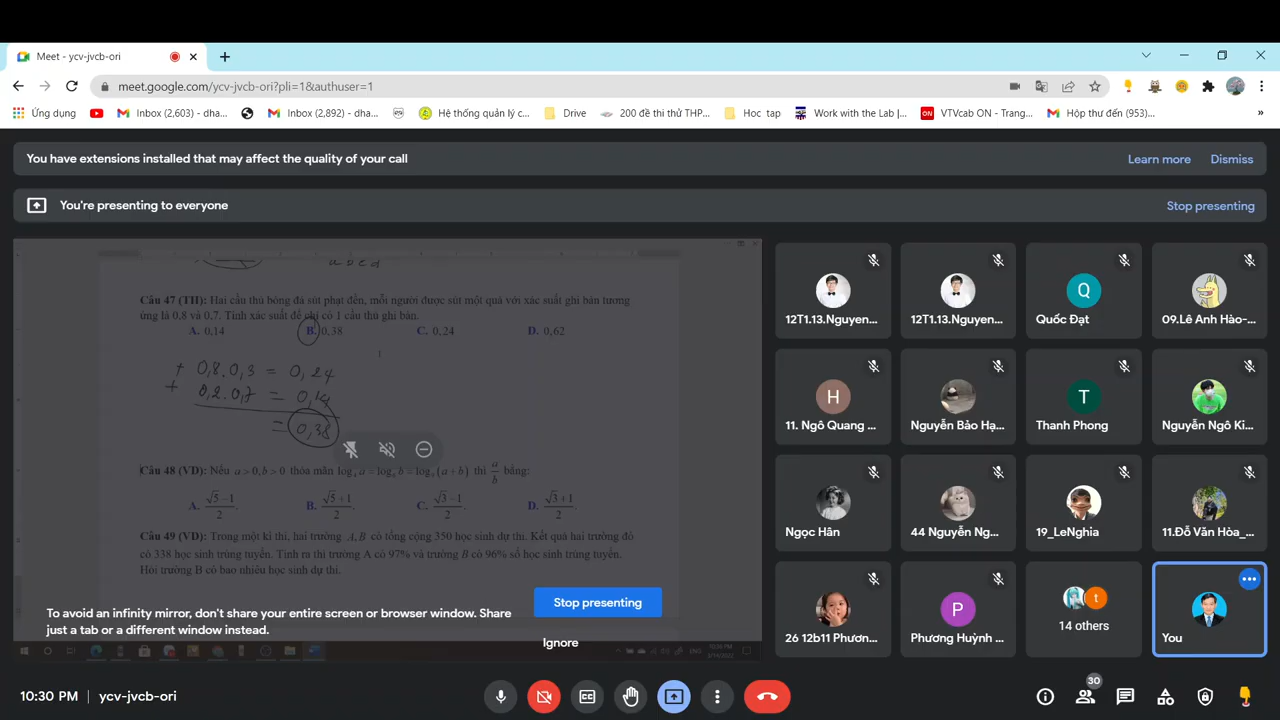 Meet - ycv-jvcb-ori
meet.google.com/ycv-jvcb-ori?pli=1&authuser=1
Ứng dụng
Inbox (2,603) - dha...
Inbox (2,892) - dha...
Hệ thống quản lý c...
Drive
200 đề thi thử THP...
Hoc tap
Work with the Lab |...
VTVcab ON - Trang...
Hộp thư đến (953)...
»
You have extensions installed that may affect the quality of your call
Learn more
Dismiss
You're presenting to everyone
Stop presenting
a b c d
Câu 47 (TH): Hai cầu thủ bóng đá sút phạt đền, mỗi người được sút một quả với xác suất ghi bàn tương
ứng là 0,8 và 0,7. Tính xác suất để chỉ có 1 cầu thủ ghi bàn.
A. 0,14 B. 0,38 C. 0,24 D. 0,62
+ 0,8.0,3 = 0,24
+ 0,2.0,7 = 0,14
= 0,38
Câu 48 (VD): Nếu a > 0, b > 0 thỏa mãn
A. (√5 − 1)/2. B. (√5 + 1)/2. C. (√3 − 1)/2. D. (√3 + 1)/2.
Câu 49 (VD): Trong một kì thi, hai trường A, B có tổng cộng 350 học sinh dự thi. Kết quả hai trường đó
có 338 học sinh trúng tuyển. Tính ra thì trường A có 97% và trường B có 96% số học sinh trúng tuyển.
Hỏi trường B có bao nhiêu học sinh dự thi.
To avoid an infinity mirror, don't share your entire screen or browser window. Share
just a tab or a different window instead.
Stop presenting
Ignore
12T1.13.Nguyen...
12T1.13.Nguyen...
Q
Quốc Đạt
09.Lê Anh Hào-...
H
11. Ngô Quang ...
Nguyễn Bảo Hạ...
T
Thanh Phong
Nguyễn Ngô Ki...
Ngọc Hân
44 Nguyễn Ng...
19_LeNghia
11.Đỗ Văn Hòa_...
26 12b11 Phươn...
P
Phương Huỳnh ...
t
14 others
You
10:30 PM
ycv-jvcb-ori
30